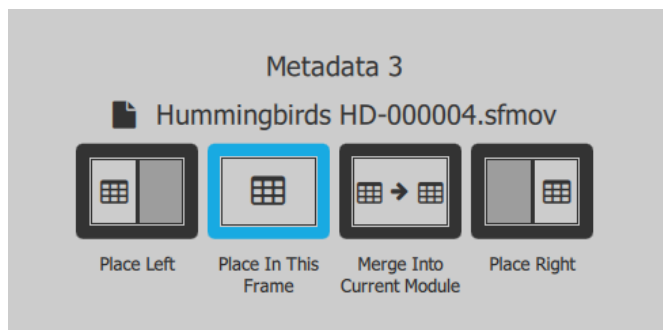 Metadata 3
Hummingbirds HD-000004.sfmov
Place Left
Place In This
Frame
Merge Into
Current Module
Place Right